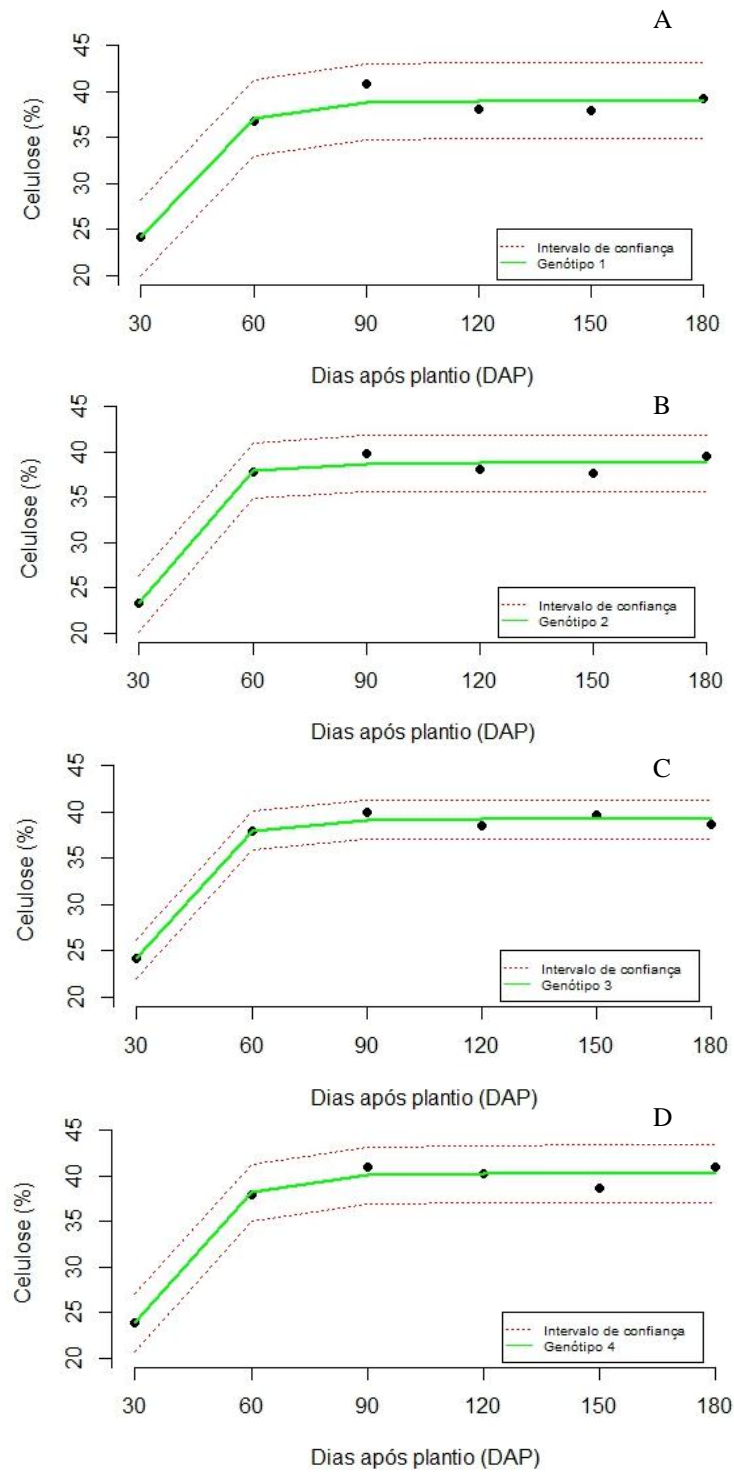 A
45
40
35
30
25
20
Celulose (%)
Intervalo de confiança
Genótipo 1
30 60 90 120 150 180
Dias após plantio (DAP)
B
45
40
35
30
25
20
Celulose (%)
Intervalo de confiança
Genótipo 2
30 60 90 120 150 180
Dias após plantio (DAP)
C
45
40
35
30
25
20
Celulose (%)
Intervalo de confiança
Genótipo 3
30 60 90 120 150 180
Dias após plantio (DAP)
D
45
40
35
30
25
20
Celulose (%)
Intervalo de confiança
Genótipo 4
30 60 90 120 150 180
Dias após plantio (DAP)